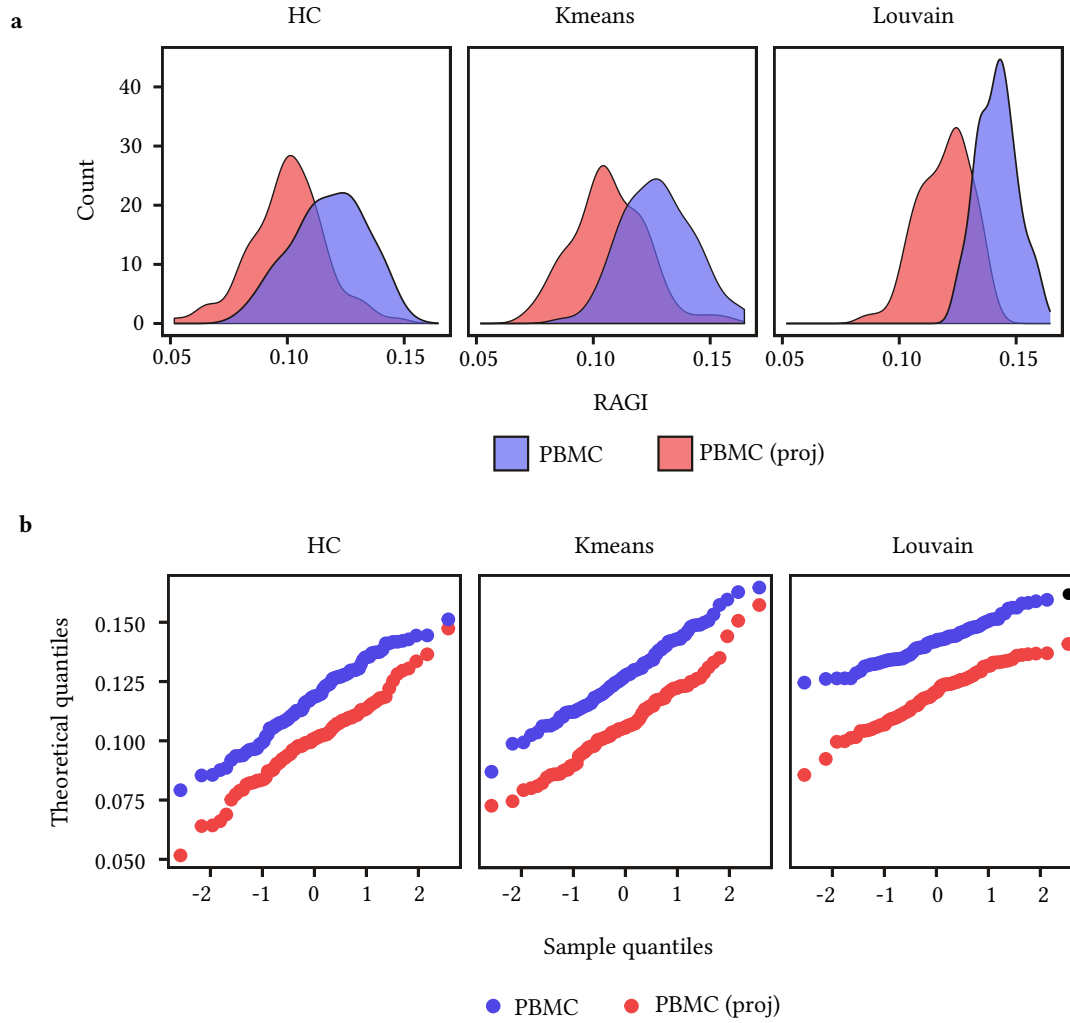 a
HC Kmeans Louvain
Count
40
30
20
10
0
0.05 0.10 0.15 0.05 0.10 0.15 0.05 0.10 0.15
RAGI
PBMC PBMC (proj)
b
HC Kmeans Louvain
Theoretical quantiles
0.150
0.125
0.100
0.075
0.050
-2 -1 0 1 2 -2 -1 0 1 2 -2 -1 0 1 2
Sample quantiles
PBMC PBMC (proj)